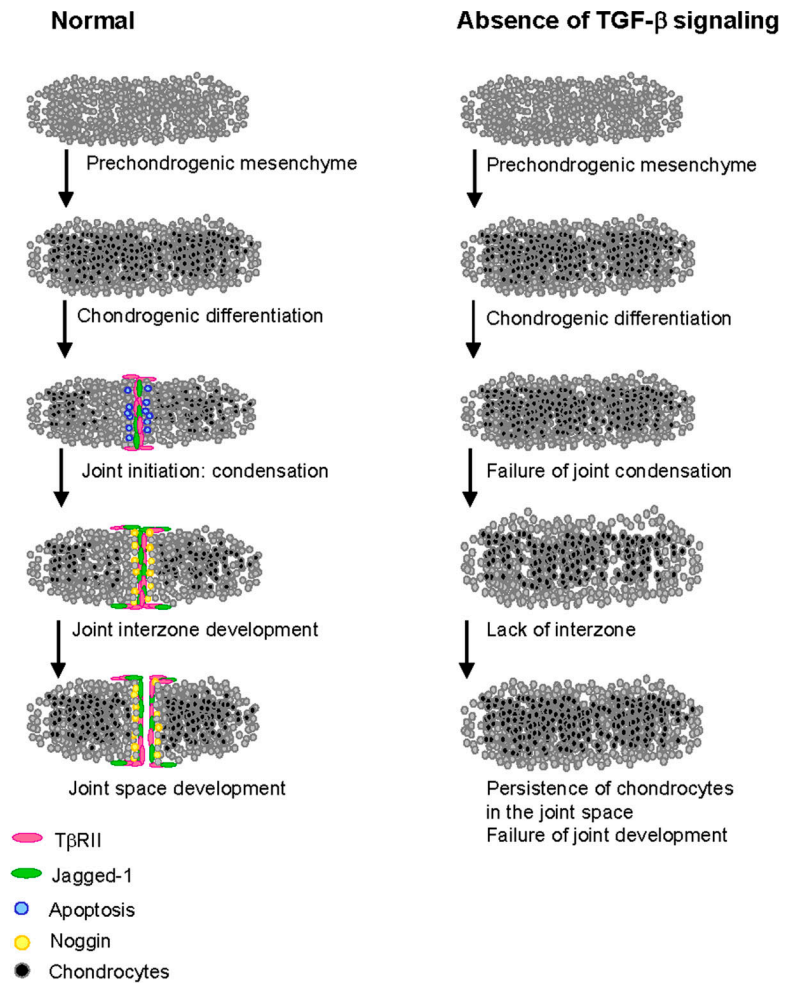 Normal
Absence of TGF-β signaling
Prechondrogenic mesenchyme
Prechondrogenic mesenchyme
Chondrogenic differentiation
Chondrogenic differentiation
Joint initiation: condensation
Failure of joint condensation
Joint interzone development
Lack of interzone
Joint space development
Persistence of chondrocytes
in the joint space
Failure of joint development
TβRII
Jagged-1
Apoptosis
Noggin
Chondrocytes